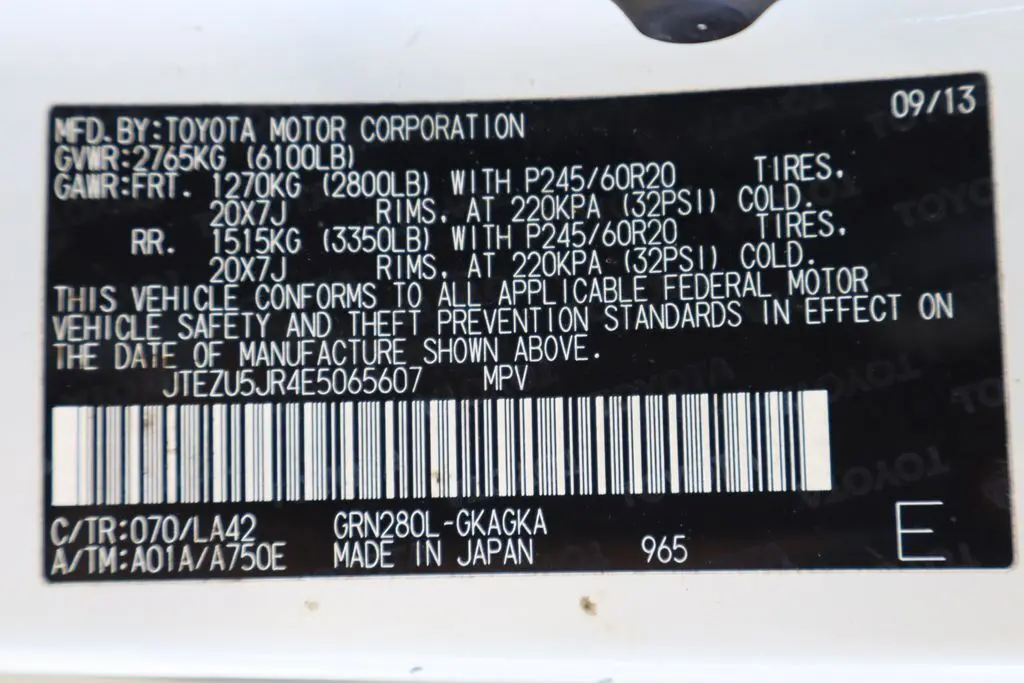 09/13
MFD.BY:TOYOTA MOTOR CORPORATION
GVWR:2765KG (6100LB)
GAWR:FRT. 1270KG (2800LB) WITH P245/60R20 TIRES,
20X7J RIMS, AT 220KPA (32PSI) COLD.
RR. 1515KG (3350LB) WITH P245/60R20 TIRES,
20X7J RIMS, AT 220KPA (32PSI) COLD.
THIS VEHICLE CONFORMS TO ALL APPLICABLE FEDERAL MOTOR
VEHICLE SAFETY AND THEFT PREVENTION STANDARDS IN EFFECT ON
THE DATE OF MANUFACTURE SHOWN ABOVE.
JTEZU5JR4E5065607 MPV
C/TR:070/LA42 GRN280L-GKAGKA
A/TM:A01A/A750E MADE IN JAPAN 965 E